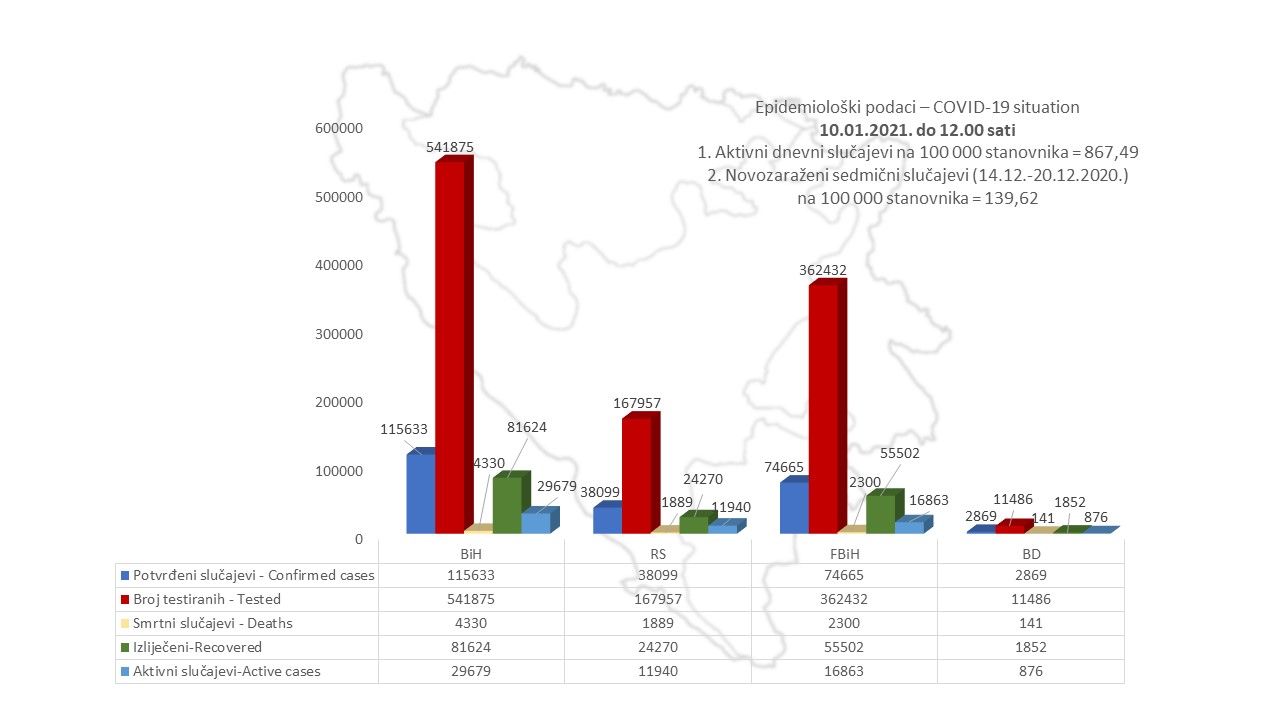 Epidemiološki podaci – COVID-19 situation
10.01.2021. do 12.00 sati
1. Aktivni dnevni slučajevi na 100 000 stanovnika = 867,49
2. Novozaraženi sedmični slučajevi (14.12.-20.12.2020.)
na 100 000 stanovnika = 139,62
600000
500000
400000
300000
200000
100000
0
115633
541875
4330
81624
29679
38099
167957
1889
24270
11940
74665
362432
2300
55502
16863
2869
11486
141
1852
876
BiH RS FBiH BD
Potvrđeni slučajevi - Confirmed cases 115633 38099 74665 2869
Broj testiranih - Tested 541875 167957 362432 11486
Smrtni slučajevi - Deaths 4330 1889 2300 141
Izliječeni-Recovered 81624 24270 55502 1852
Aktivni slučajevi-Active cases 29679 11940 16863 876